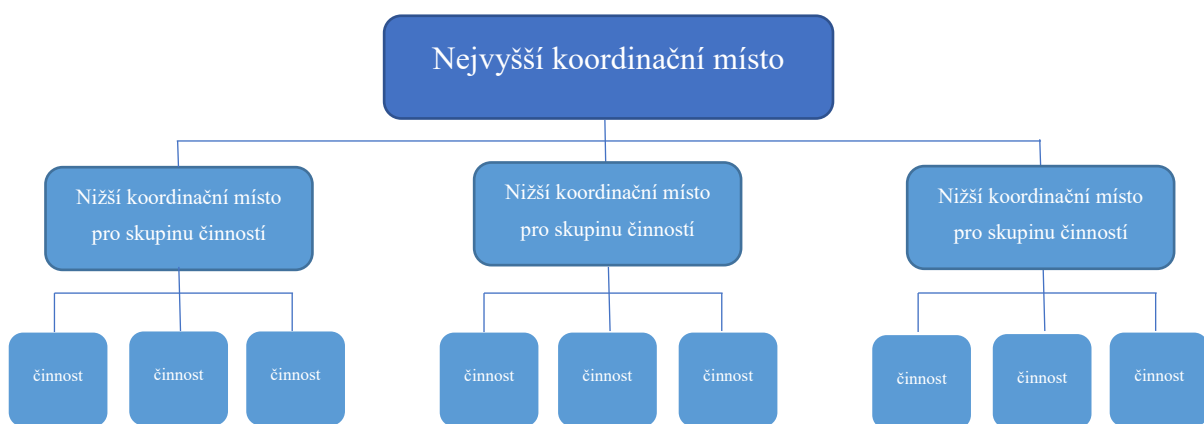 Nejvyšší koordinační místo
Nižší koordinační místo
pro skupinu činností
Nižší koordinační místo
pro skupinu činností
Nižší koordinační místo
pro skupinu činností
činnost
činnost
činnost
činnost
činnost
činnost
činnost
činnost
činnost